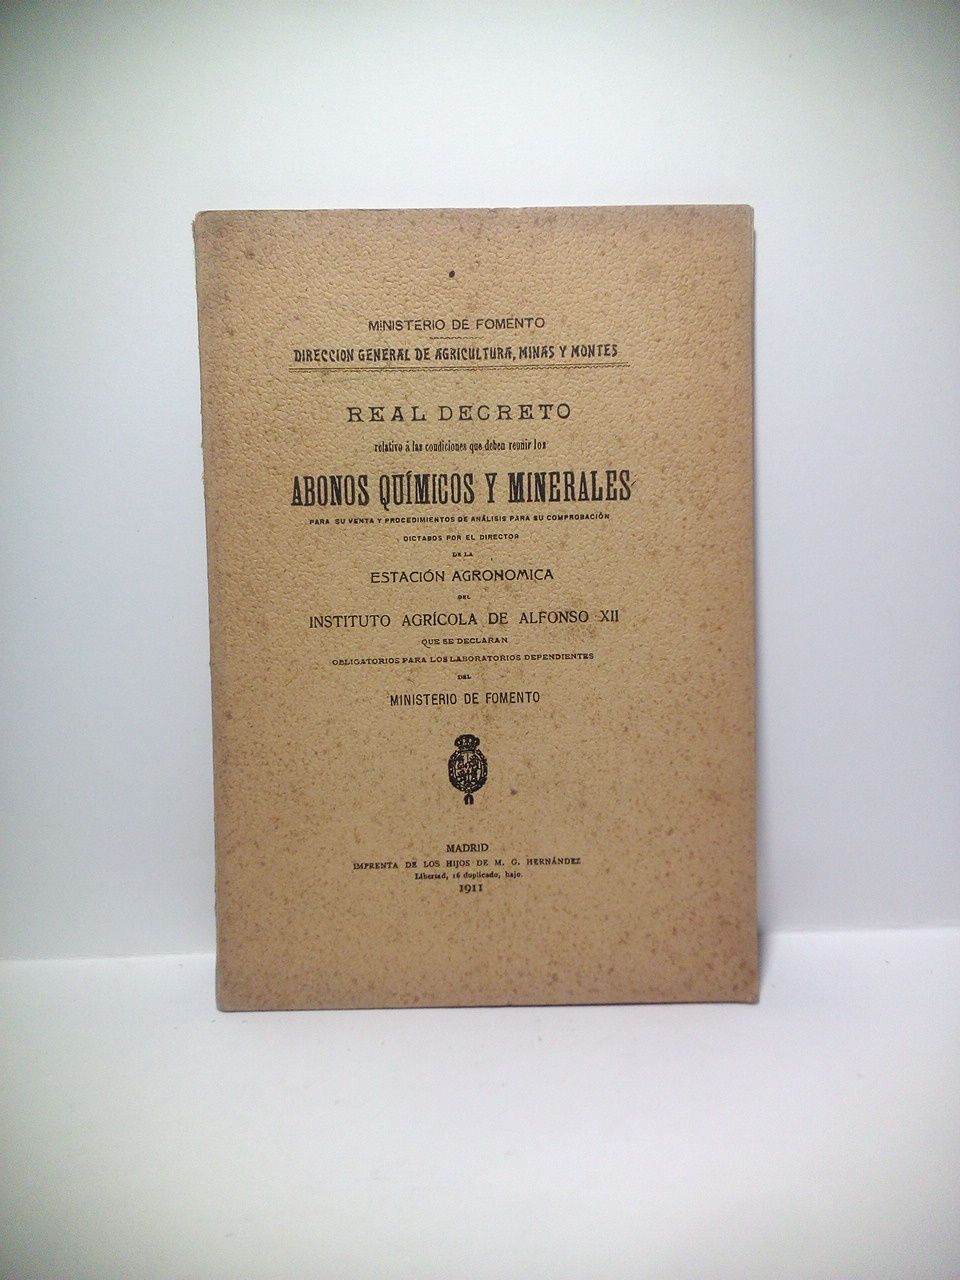 MINISTERIO DE FOMENTO
DIRECCION GENERAL DE AGRICULTURA, MINAS Y MONTES
REAL DECRETO
relativo á las condiciones que deben reunir los
ABONOS QUÍMICOS Y MINERALES
PARA SU VENTA Y PROCEDIMIENTOS DE ANÁLISIS PARA SU COMPROBACIÓN
DICTADOS POR EL DIRECTOR
DE LA
ESTACIÓN AGRONOMICA
DEL
INSTITUTO AGRÍCOLA DE ALFONSO XII
QUE SE DECLARAN
OBLIGATORIOS PARA LOS LABORATORIOS DEPENDIENTES
DEL
MINISTERIO DE FOMENTO
MADRID
IMPRENTA DE LOS HIJOS DE M. G. HERNÁNDEZ
Libertad, 16 duplicado, bajo.
1911